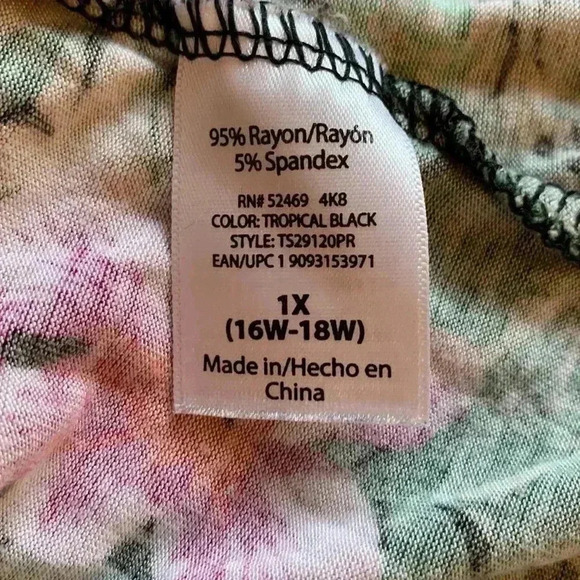 95% Rayon/Rayón
5% Spandex
RN# 52469 4K8
COLOR: TROPICAL BLACK
STYLE: TS29120PR
EAN/UPC 1 9093153971
1X
(16W-18W)
Made in/Hecho en
China